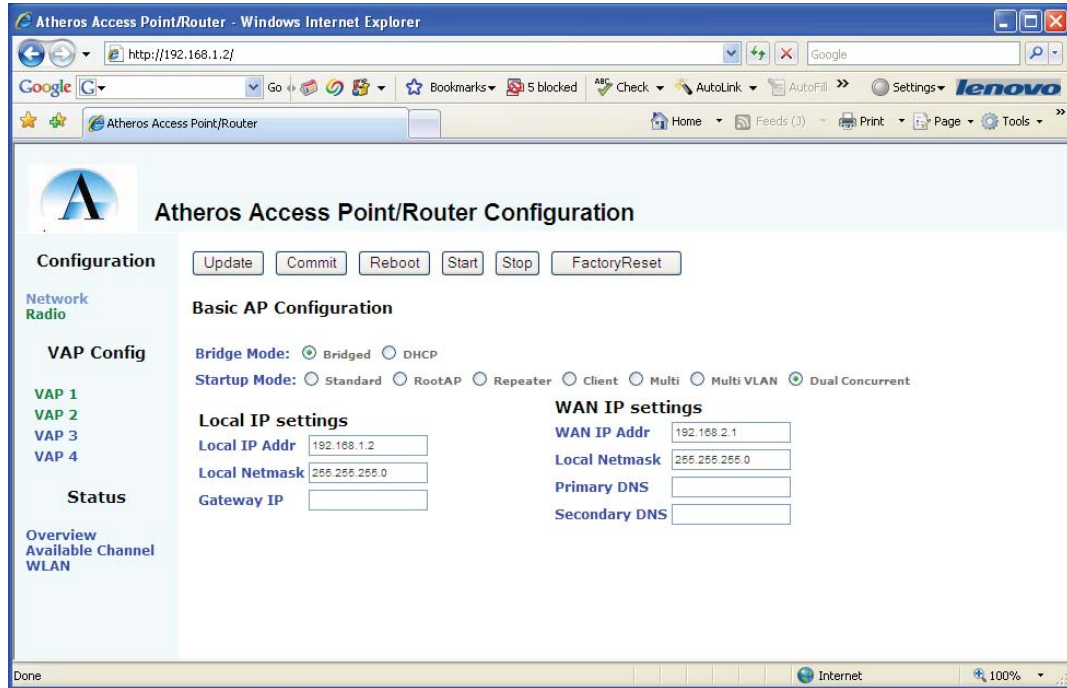 Atheros Access Point/Router - Windows Internet Explorer
http://192.168.1.2/
Google
Google G Go 5 blocked Bookmarks Check AutoLink AutoFill Settings lenovo
Atheros Access Point/Router
Home Feeds (J) Print Page Tools
A
Atheros Access Point/Router Configuration
Configuration
Network
Radio
VAP Config
VAP 1
VAP 2
VAP 3
VAP 4
Status
Overview
Available Channel
WLAN
Update Commit Reboot Start Stop FactoryReset
Basic AP Configuration
Bridge Mode: Bridged DHCP
Startup Mode: Standard RootAP Repeater Client Multi Multi VLAN Dual Concurrent
Local IP settings
Local IP Addr 192.168.1.2
Local Netmask 255.255.255.0
Gateway IP
WAN IP settings
WAN IP Addr 192.168.2.1
Local Netmask 255.255.255.0
Primary DNS
Secondary DNS
Done
Internet
100%